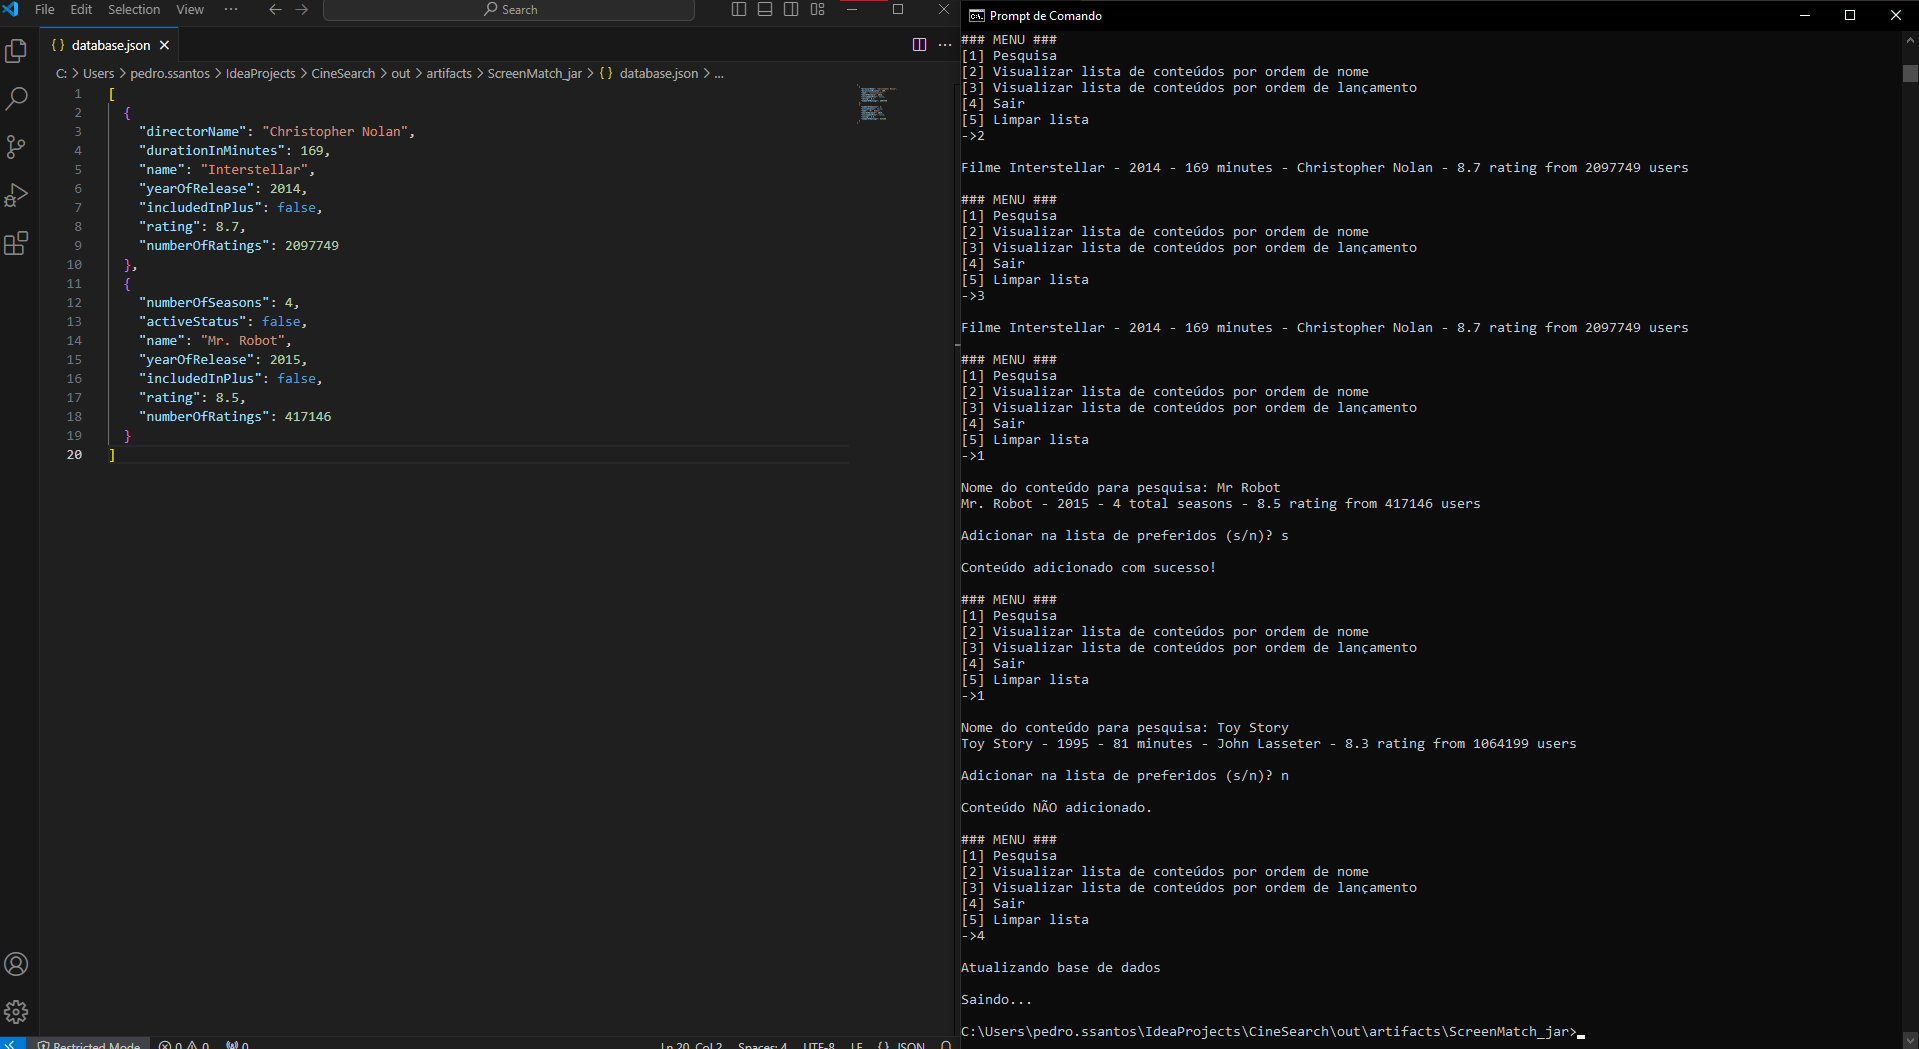 File Edit Selection View ··· Search
{} database.json
C: > Users > pedro.ssantos > IdeaProjects > CineSearch > out > artifacts > ScreenMatch_jar > {} database.json > ...
1 [
2 {
3 "directorName": "Christopher Nolan",
4 "durationInMinutes": 169,
5 "name": "Interstellar",
6 "yearOfRelease": 2014,
7 "includedInPlus": false,
8 "rating": 8.7,
9 "numberOfRatings": 2097749
10 },
11 {
12 "numberOfSeasons": 4,
13 "activeStatus": false,
14 "name": "Mr. Robot",
15 "yearOfRelease": 2015,
16 "includedInPlus": false,
17 "rating": 8.5,
18 "numberOfRatings": 417146
19 }
20 ]
Restricted Mode 0 0 0 Ln 20, Col 2 Spaces: 4 UTF-8 LF {} JSON
Prompt de Comando
### MENU ###
[1] Pesquisa
[2] Visualizar lista de conteúdos por ordem de nome
[3] Visualizar lista de conteúdos por ordem de lançamento
[4] Sair
[5] Limpar lista
->2
Filme Interstellar - 2014 - 169 minutes - Christopher Nolan - 8.7 rating from 2097749 users
### MENU ###
[1] Pesquisa
[2] Visualizar lista de conteúdos por ordem de nome
[3] Visualizar lista de conteúdos por ordem de lançamento
[4] Sair
[5] Limpar lista
->3
Filme Interstellar - 2014 - 169 minutes - Christopher Nolan - 8.7 rating from 2097749 users
### MENU ###
[1] Pesquisa
[2] Visualizar lista de conteúdos por ordem de nome
[3] Visualizar lista de conteúdos por ordem de lançamento
[4] Sair
[5] Limpar lista
->1
Nome do conteúdo para pesquisa: Mr Robot
Mr. Robot - 2015 - 4 total seasons - 8.5 rating from 417146 users
Adicionar na lista de preferidos (s/n)? s
Conteúdo adicionado com sucesso!
### MENU ###
[1] Pesquisa
[2] Visualizar lista de conteúdos por ordem de nome
[3] Visualizar lista de conteúdos por ordem de lançamento
[4] Sair
[5] Limpar lista
->1
Nome do conteúdo para pesquisa: Toy Story
Toy Story - 1995 - 81 minutes - John Lasseter - 8.3 rating from 1064199 users
Adicionar na lista de preferidos (s/n)? n
Conteúdo NÃO adicionado.
### MENU ###
[1] Pesquisa
[2] Visualizar lista de conteúdos por ordem de nome
[3] Visualizar lista de conteúdos por ordem de lançamento
[4] Sair
[5] Limpar lista
->4
Atualizando base de dados
Saindo...
C:\Users\pedro.ssantos\IdeaProjects\CineSearch\out\artifacts\ScreenMatch_jar>